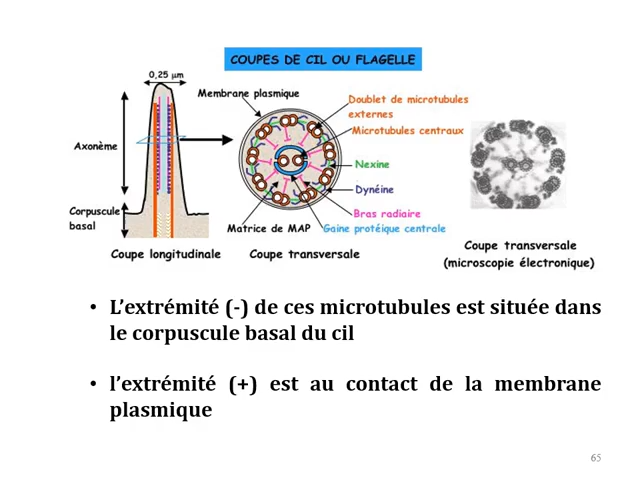 COUPES DE CIL OU FLAGELLE
0,25 µm
Membrane plasmique
Doublet de microtubules
externes
Microtubules centraux
Axonème
Nexine
Dynéine
Corpuscule
basal
Bras radiaire
Matrice de MAP
Gaine protéique centrale
Coupe longitudinale
Coupe transversale
Coupe transversale
(microscopie électronique)
• L’extrémité (-) de ces microtubules est située dans
le corpuscule basal du cil
• l’extrémité (+) est au contact de la membrane
plasmique
65